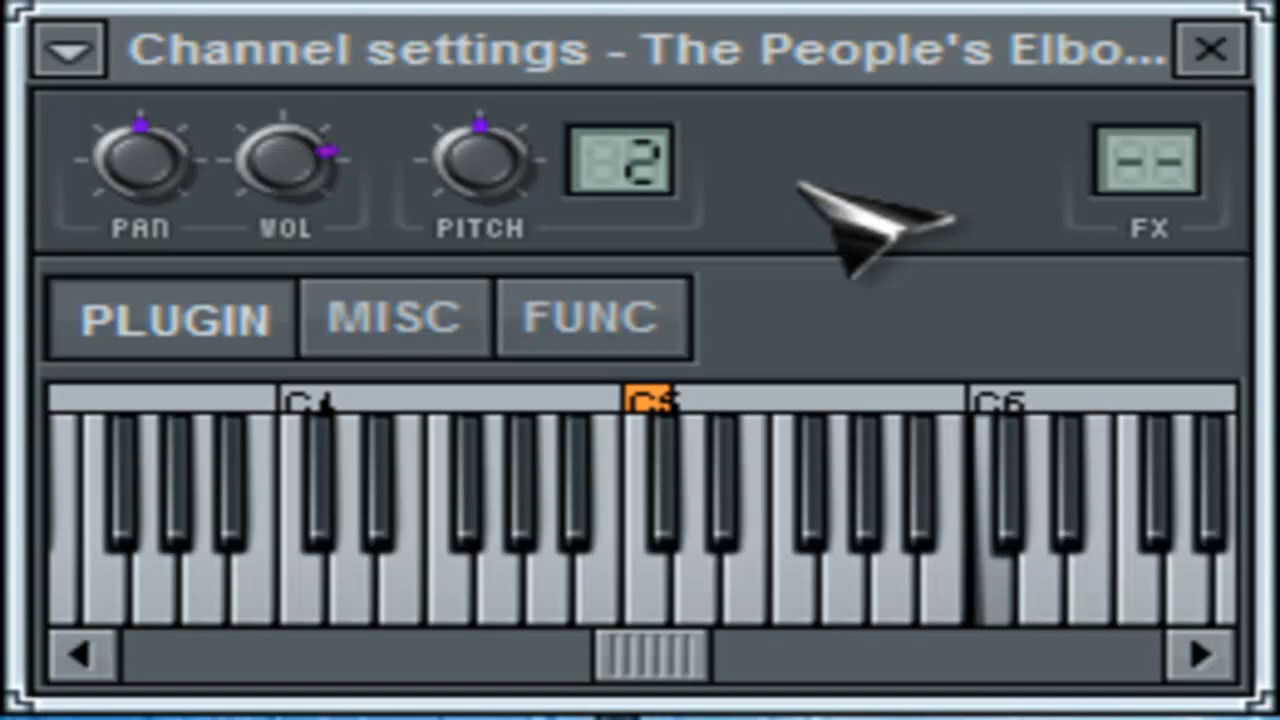 Channel settings - The People's Elbo...
2
--
PAN VOL PITCH FX
PLUGIN MISC FUNC
C4 C5 C6